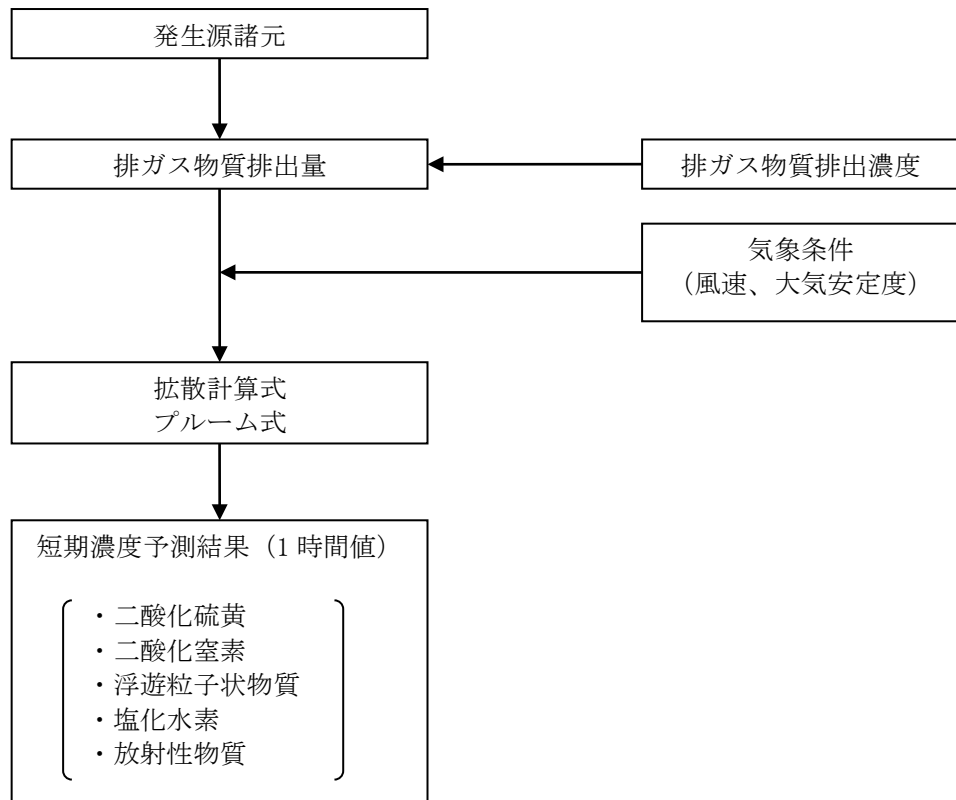 発生源諸元
排ガス物質排出量
排ガス物質排出濃度
気象条件
（風速、大気安定度）
拡散計算式
プルーム式
短期濃度予測結果（1 時間値）
・二酸化硫黄
・二酸化窒素
・浮遊粒子状物質
・塩化水素
・放射性物質